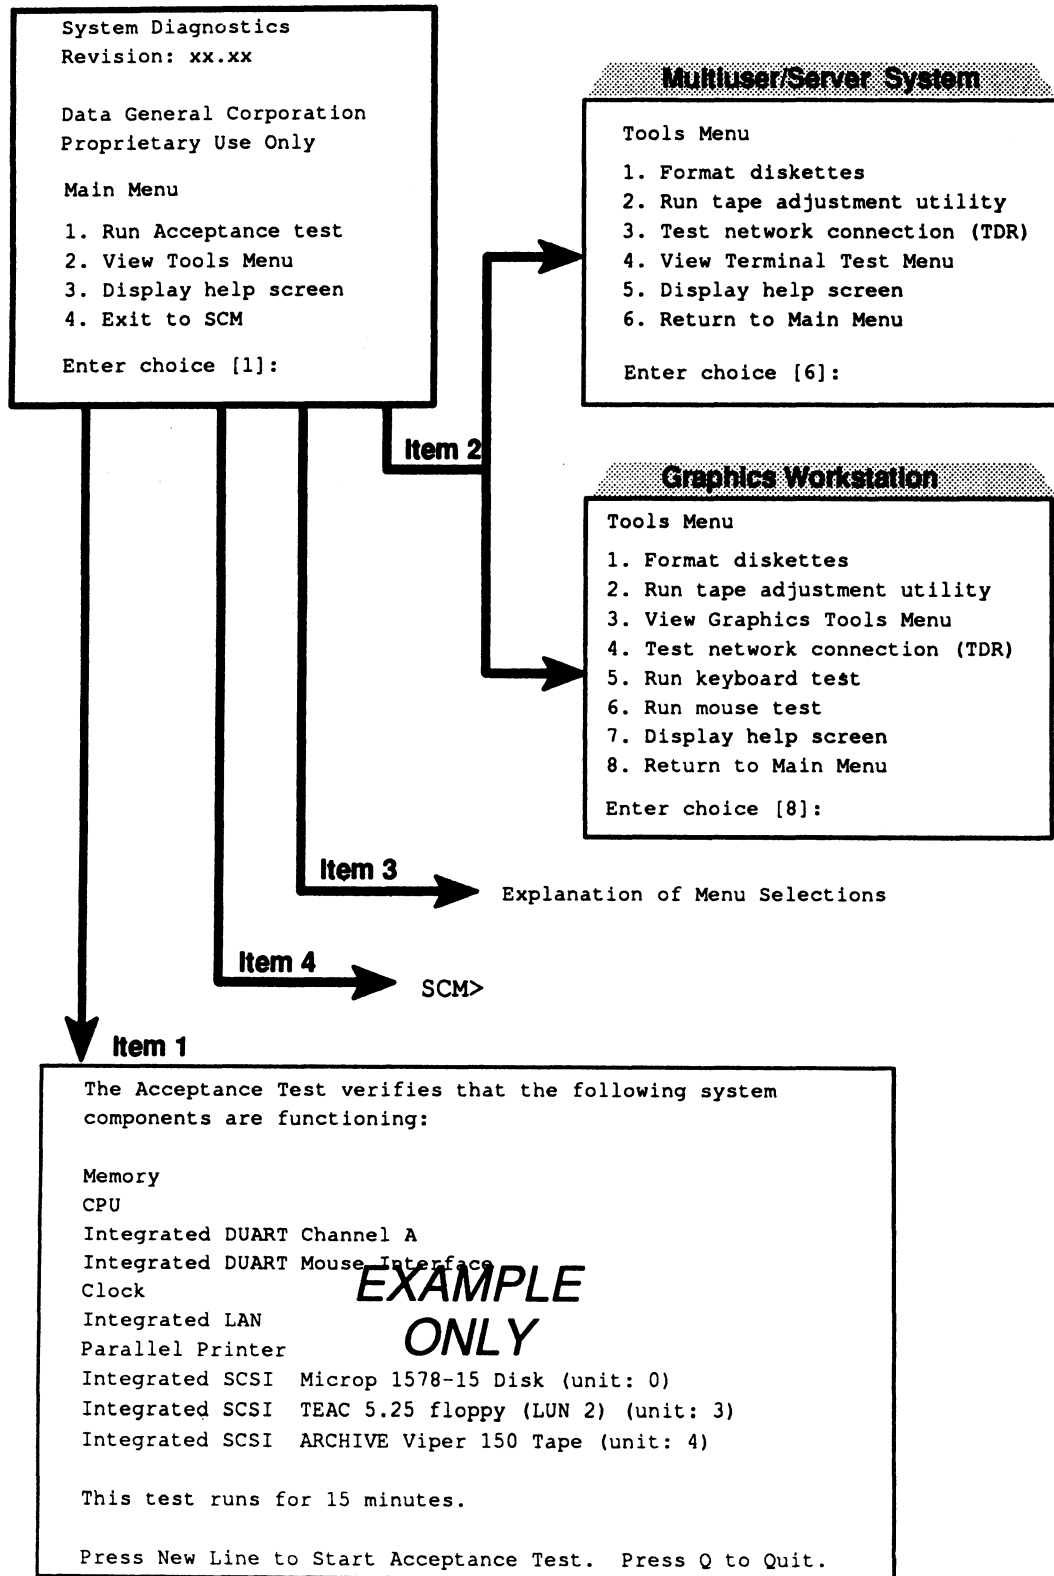 System Diagnostics
Revision: xx.xx
Data General Corporation
Proprietary Use Only
Main Menu
1. Run Acceptance test
2. View Tools Menu
3. Display help screen
4. Exit to SCM
Enter choice [1]:
Multiuser/Server System
Tools Menu
1. Format diskettes
2. Run tape adjustment utility
3. Test network connection (TDR)
4. View Terminal Test Menu
5. Display help screen
6. Return to Main Menu
Enter choice [6]:
Item 2
Graphics Workstation
Tools Menu
1. Format diskettes
2. Run tape adjustment utility
3. View Graphics Tools Menu
4. Test network connection (TDR)
5. Run keyboard test
6. Run mouse test
7. Display help screen
8. Return to Main Menu
Enter choice [8]:
Item 3
Explanation of Menu Selections
Item 4
SCM>
Item 1
The Acceptance Test verifies that the following system
components are functioning:
Memory
CPU
Integrated DUART Channel A
Integrated DUART Mouse Interface
Clock
Integrated LAN
Parallel Printer
EXAMPLE
ONLY
Integrated SCSI  Microp 1578-15 Disk (unit: 0)
Integrated SCSI  TEAC 5.25 floppy (LUN 2) (unit: 3)
Integrated SCSI  ARCHIVE Viper 150 Tape (unit: 4)
This test runs for 15 minutes.
Press New Line to Start Acceptance Test.  Press Q to Quit.